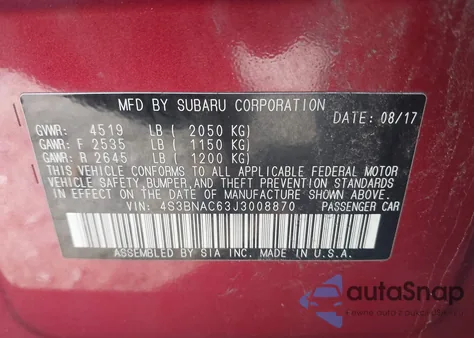 MFD BY SUBARU CORPORATION
DATE: 08/17
GVWR: 4519 LB ( 2050 KG)
GAWR: F 2535 LB ( 1150 KG)
GAWR: R 2645 LB ( 1200 KG)
THIS VEHICLE CONFORMS TO ALL APPLICABLE FEDERAL MOTOR
VEHICLE SAFETY, BUMPER, AND THEFT PREVENTION STANDARDS
IN EFFECT ON THE DATE OF MANUFACTURE SHOWN ABOVE.
VIN: 4S3BNAC63J3008870 PASSENGER CAR
ASSEMBLED BY SIA INC. MADE IN U.S.A.
autoSnap